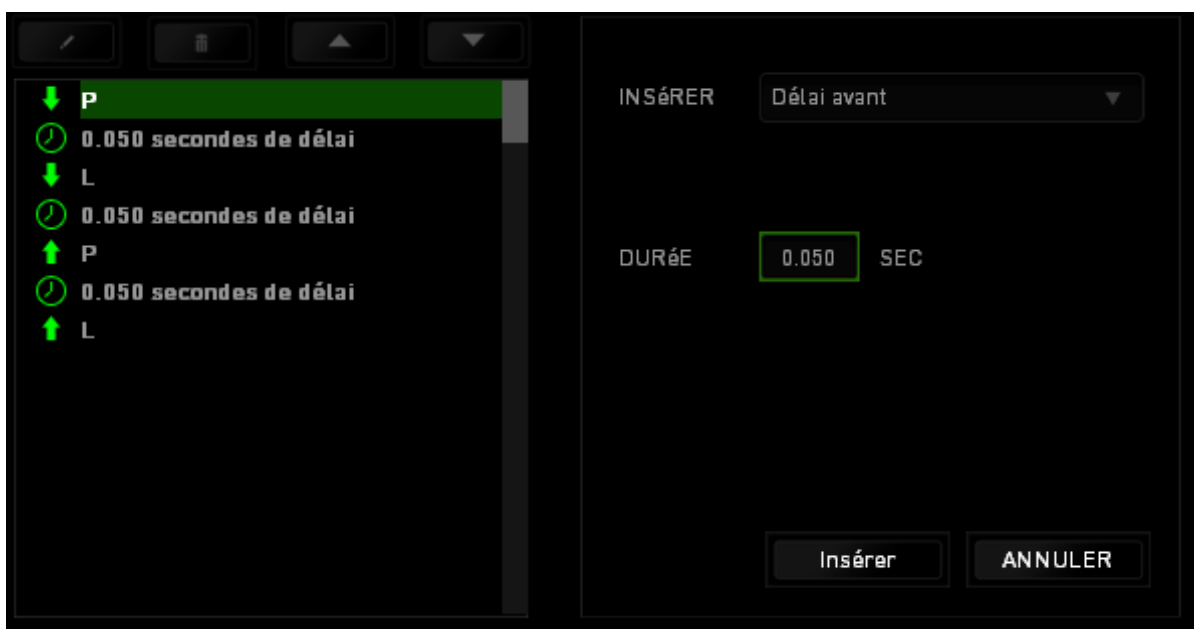 P
0.050 secondes de délai
L
0.050 secondes de délai
P
0.050 secondes de délai
L
INSéRER Délai avant
DURéE 0.050 SEC
Insérer ANNULER